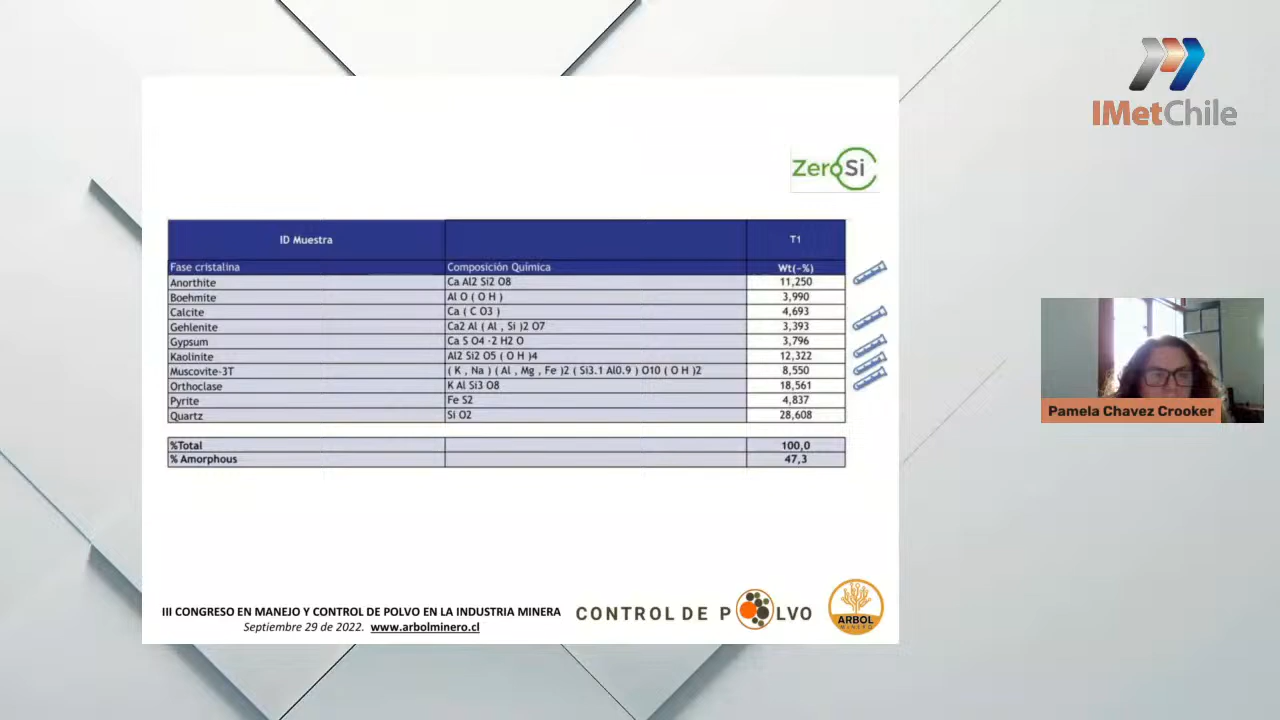 IMetChile
ZeroSi
ID Muestra T1
Fase cristalina Composición Química Wt(~%)
Anorthite Ca Al2 Si2 O8 11,250
Boehmite Al O ( O H ) 3,990
Calcite Ca ( C O3 ) 4,693
Gehlenite Ca2 Al ( Al , Si )2 O7 3,393
Gypsum Ca S O4 ·2 H2 O 3,796
Kaolinite Al2 Si2 O5 ( O H )4 12,322
Muscovite-3T ( K , Na ) ( Al , Mg , Fe )2 ( Si3.1 Al0.9 ) O10 ( O H )2 8,550
Orthoclase K Al Si3 O8 18,561
Pyrite Fe S2 4,837
Quartz Si O2 28,608
%Total 100,0
% Amorphous 47,3
Pamela Chavez Crooker
III CONGRESO EN MANEJO Y CONTROL DE POLVO EN LA INDUSTRIA MINERA
Septiembre 29 de 2022. www.arbolminero.cl
CONTROL DE POLVO
ARBOL
MINERO